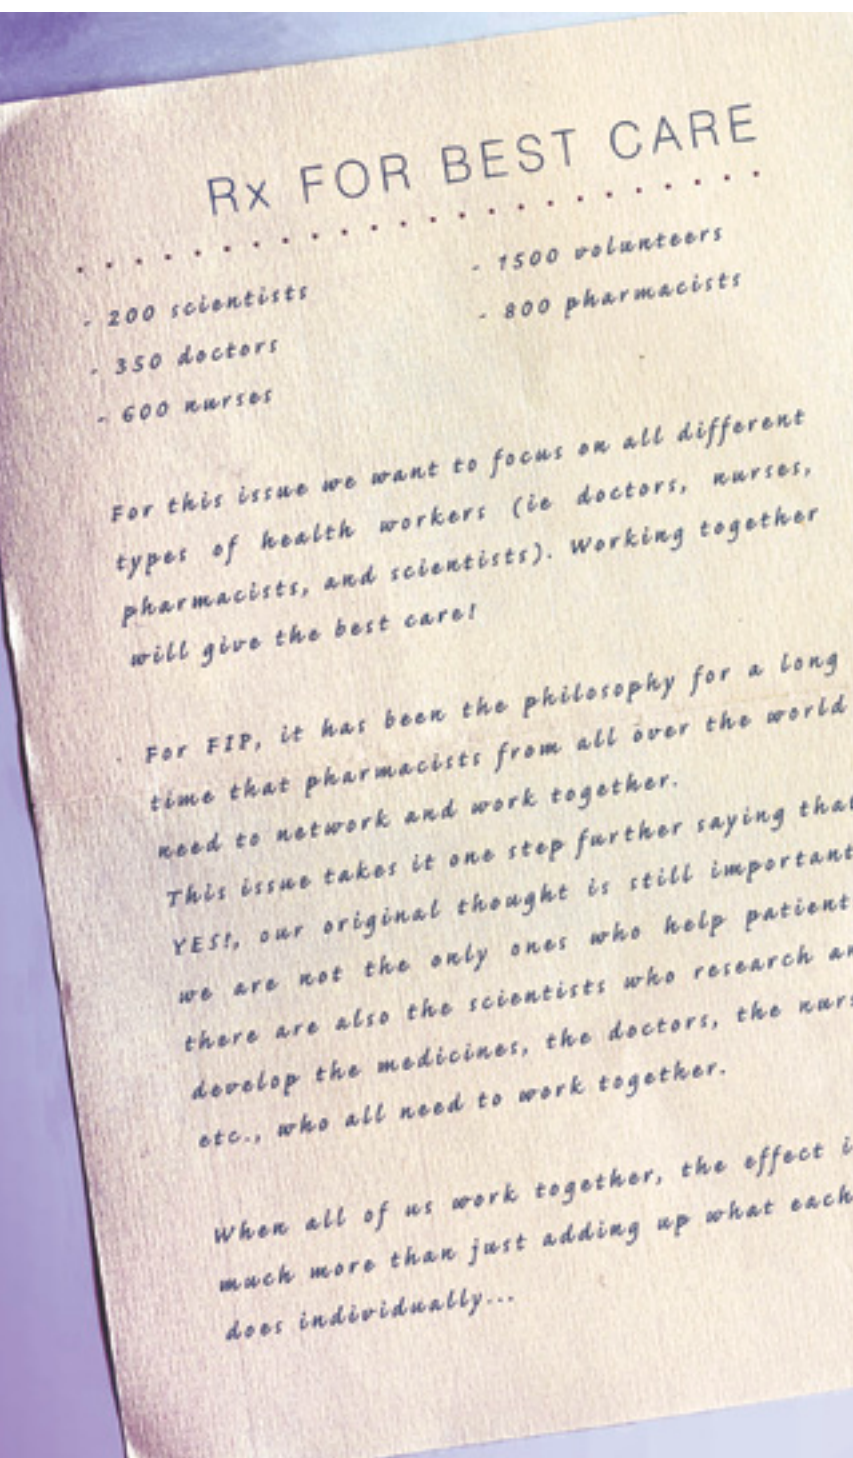 Rx FOR BEST CARE
- 200 scientists
- 350 doctors
- 600 nurses
- 1500 volunteers
- 800 pharmacists
For this issue we want to focus on all different
types of health workers (ie doctors, nurses,
pharmacists, and scientists). Working together
will give the best care!
For FIP, it has been the philosophy for a long
time that pharmacists from all over the world
need to network and work together.
This issue takes it one step further saying that
YES!, our original thought is still important
we are not the only ones who help patient
there are also the scientists who research
develop the medicines, the doctors, the
etc., who all need to work together.
When all of us work together, the effect
much more than just adding up what each
does individually...